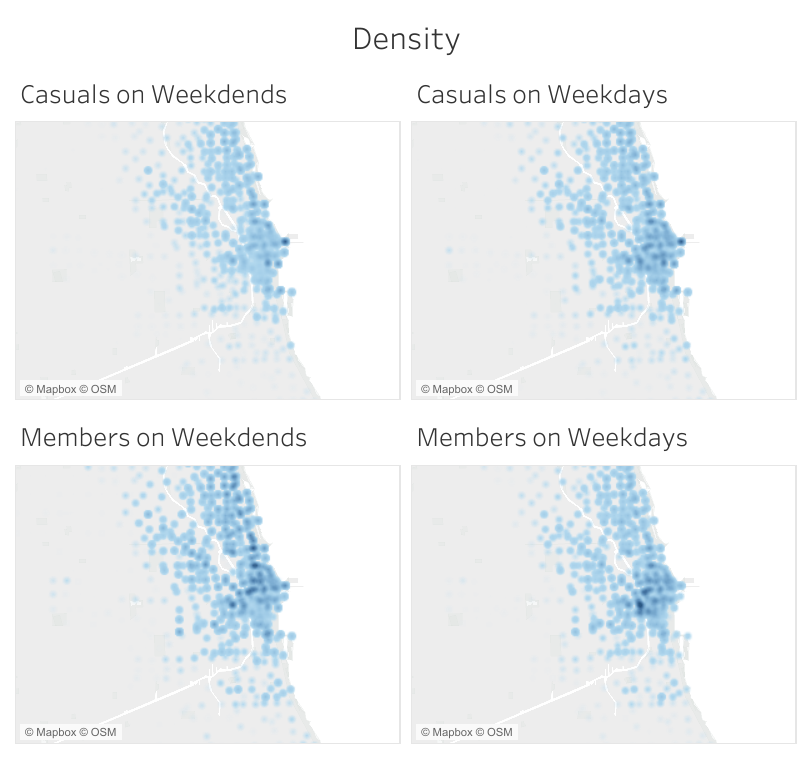 Density
Casuals on Weekdends
Casuals on Weekdays
© Mapbox © OSM
© Mapbox © OSM
Members on Weekdends
Members on Weekdays
© Mapbox © OSM
© Mapbox © OSM